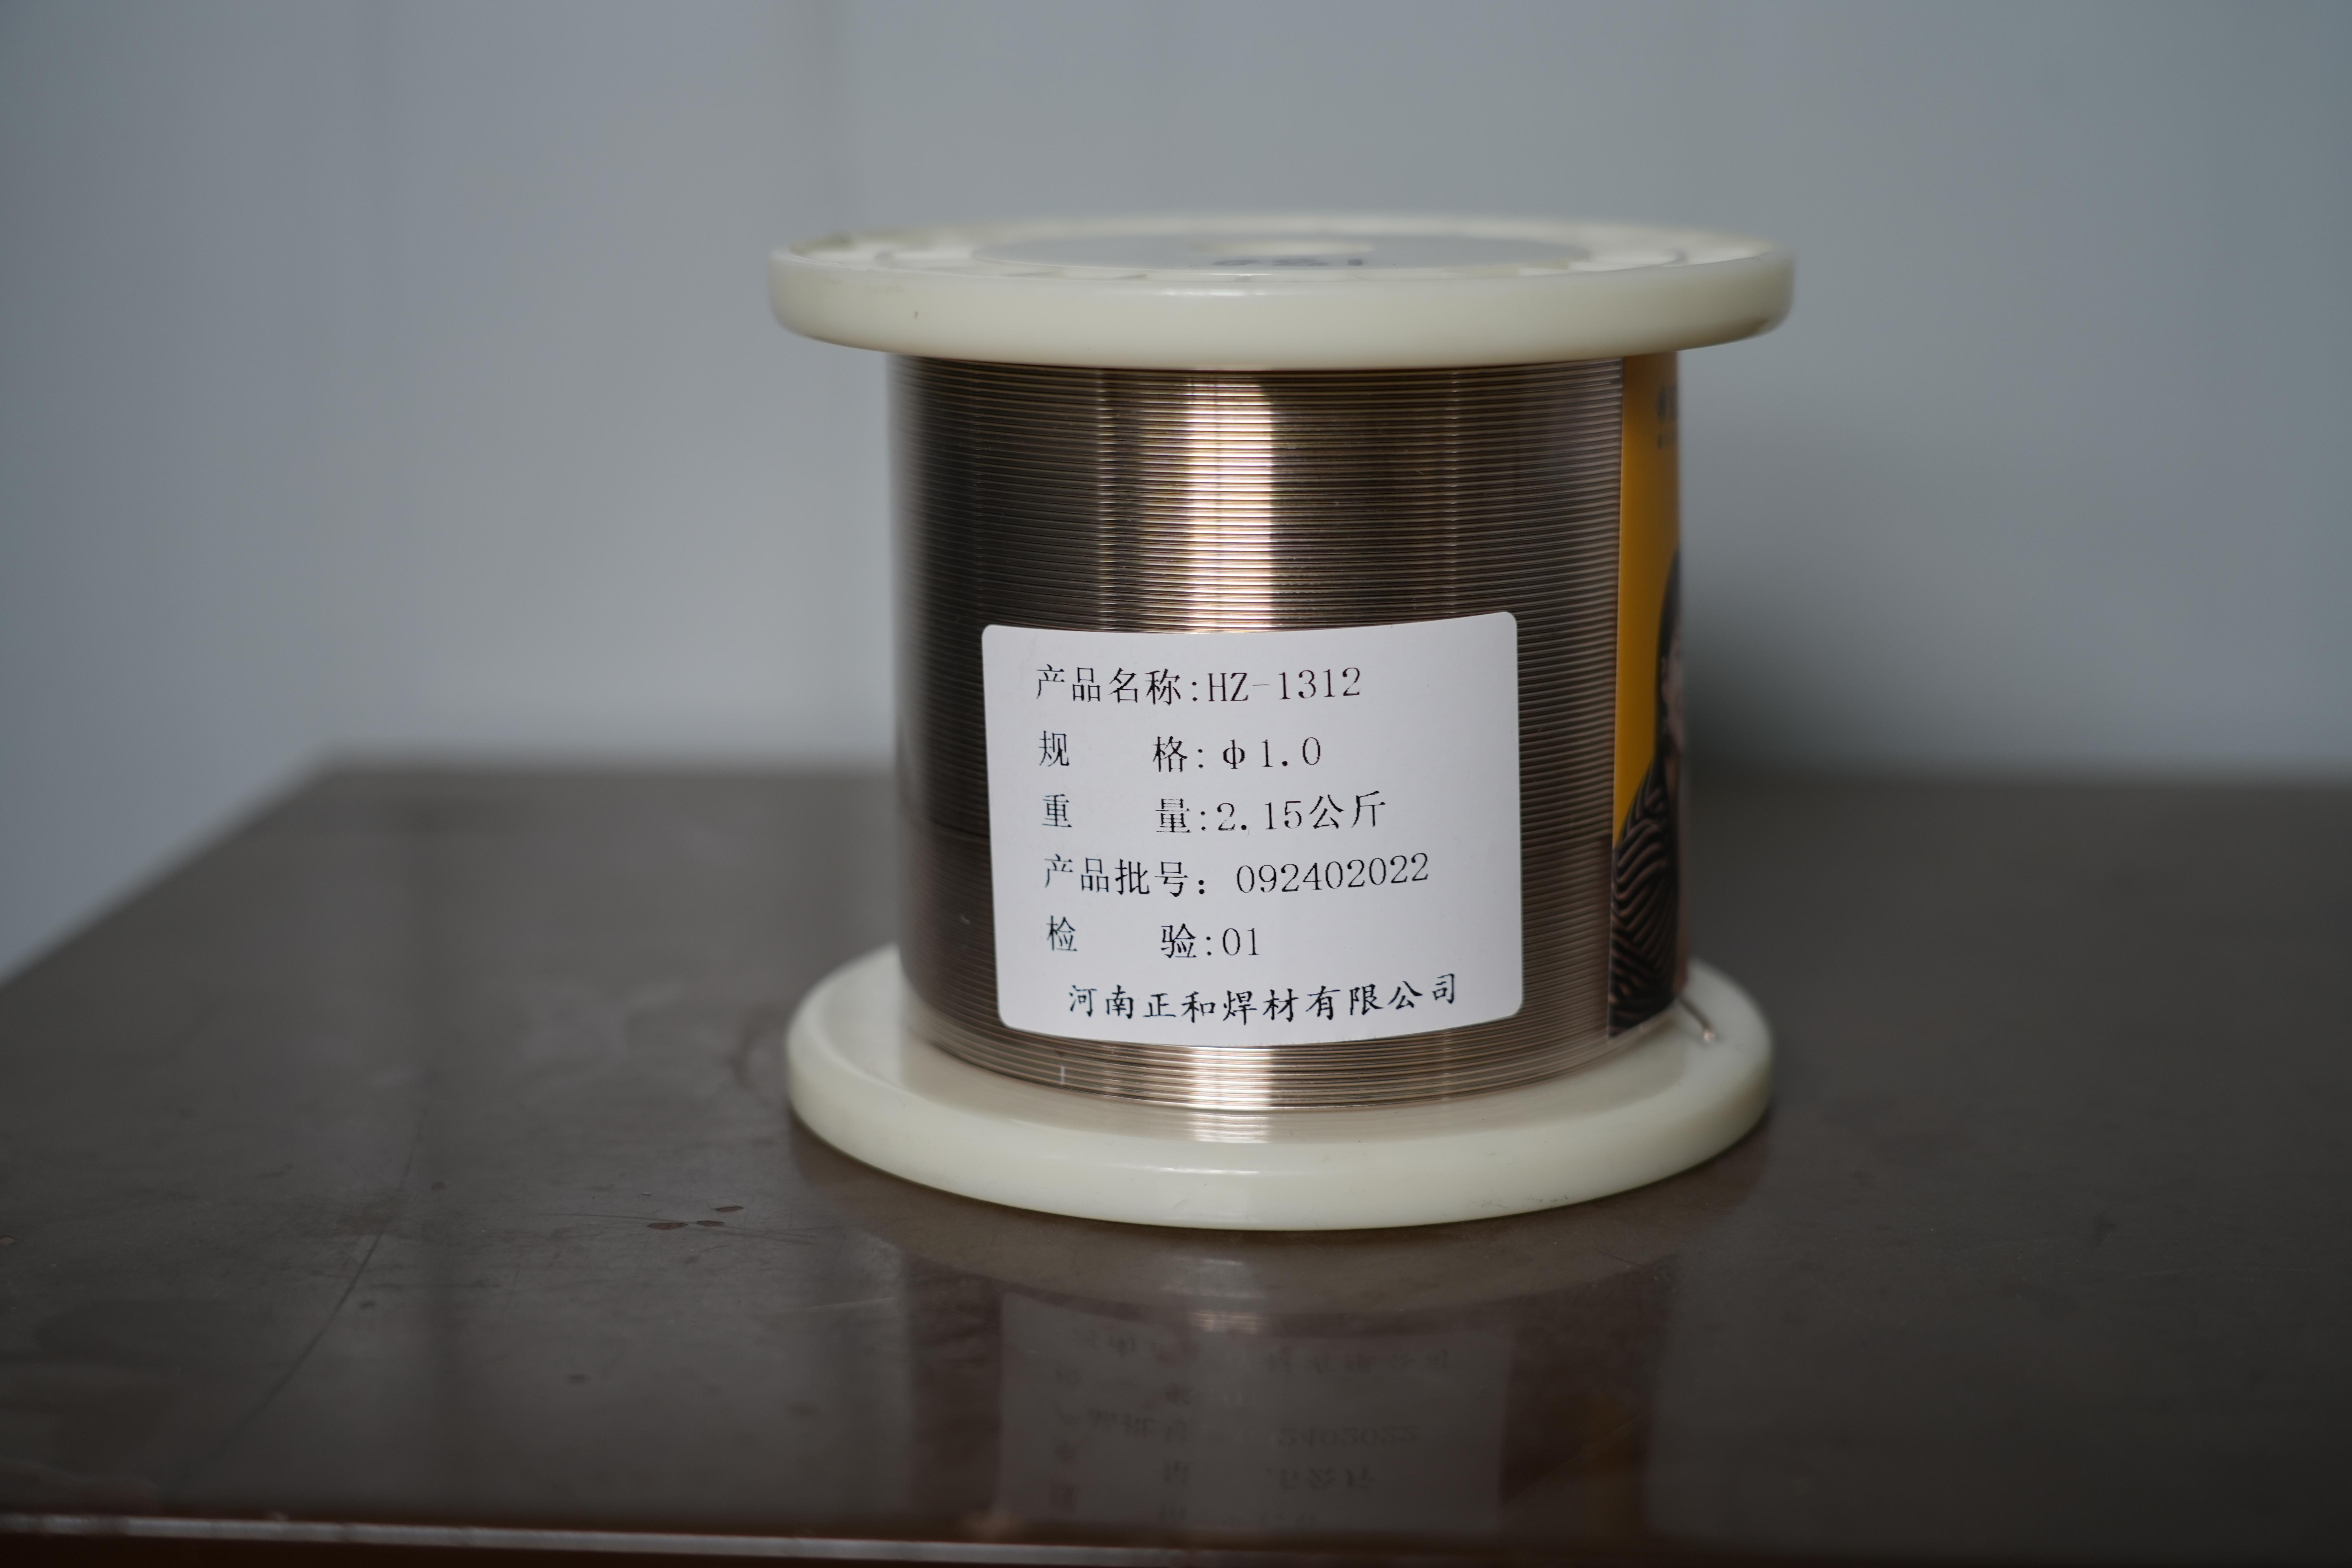 产品名称:HZ-1312
规 格:φ1.0
重 量:2.15公斤
产品批号: 092402022
检 验:01
河南正和焊材有限公司